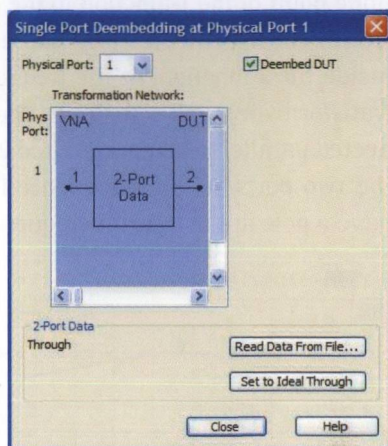 Single Port Deembedding at Physical Port 1
Physical Port: 1
Deembed DUT
Transformation Network:
Phys Port:
VNA DUT
1
1 2-Port Data 2
2-Port Data
Through
Read Data From File...
Set to Ideal Through
Close Help